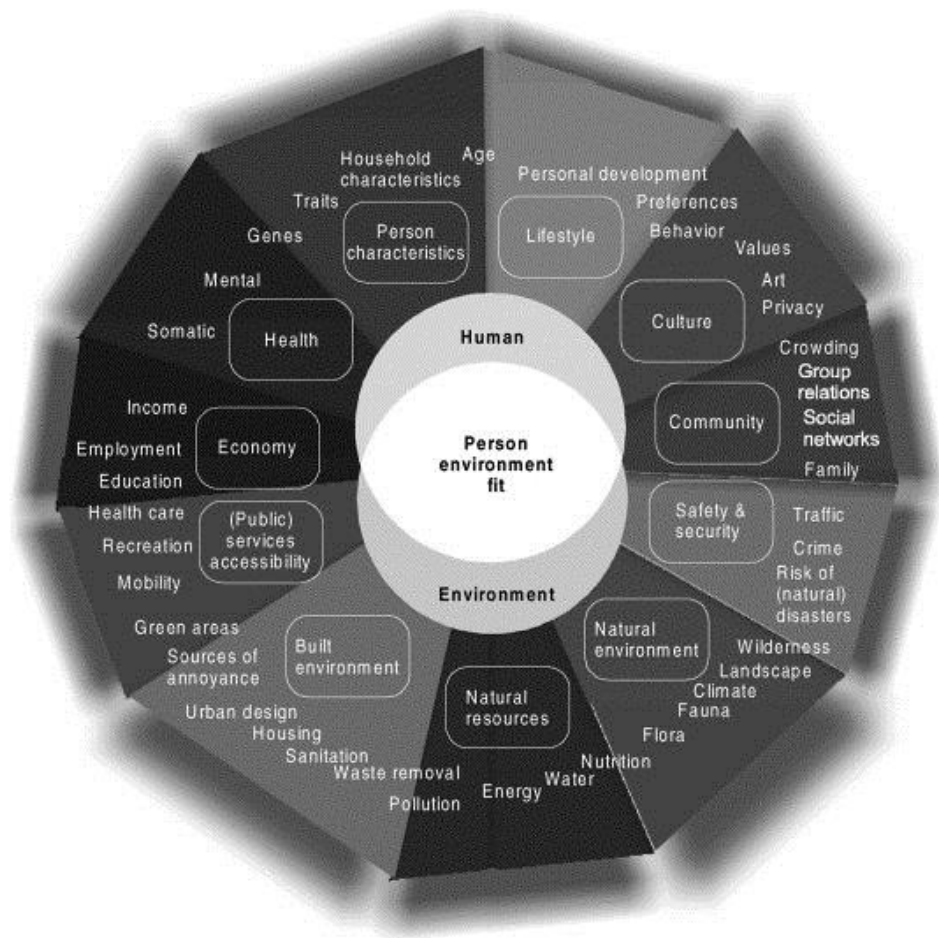 Age
Household
characteristics
Traits
Genes
Person
characteristics
Personal development
Preferences
Behavior
Lifestyle
Values
Art
Privacy
Culture
Mental
Somatic
Health
Human
Crowding
Group
relations
Social
networks
Family
Community
Income
Employment
Education
Economy
Person
environment
fit
Health care
Recreation
Mobility
(Public)
services
accessibility
Safety &
security
Traffic
Crime
Risk of
(natural)
disasters
Environment
Green areas
Sources of
annoyance
Urban design
Housing
Sanitation
Waste removal
Pollution
Built
environment
Natural
resources
Energy
Water
Nutrition
Natural
environment
Wilderness
Landscape
Climate
Fauna
Flora